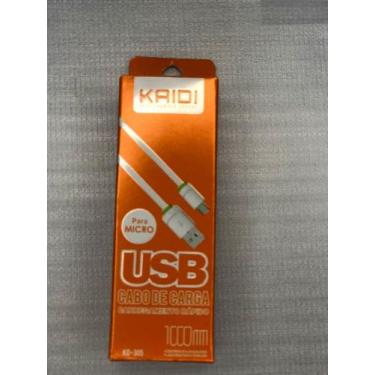 KAIDI
Para
MICRO
USB
CABO DE CARGA
CARREGAMENTO RÁPIDO
1000mm
KD-305